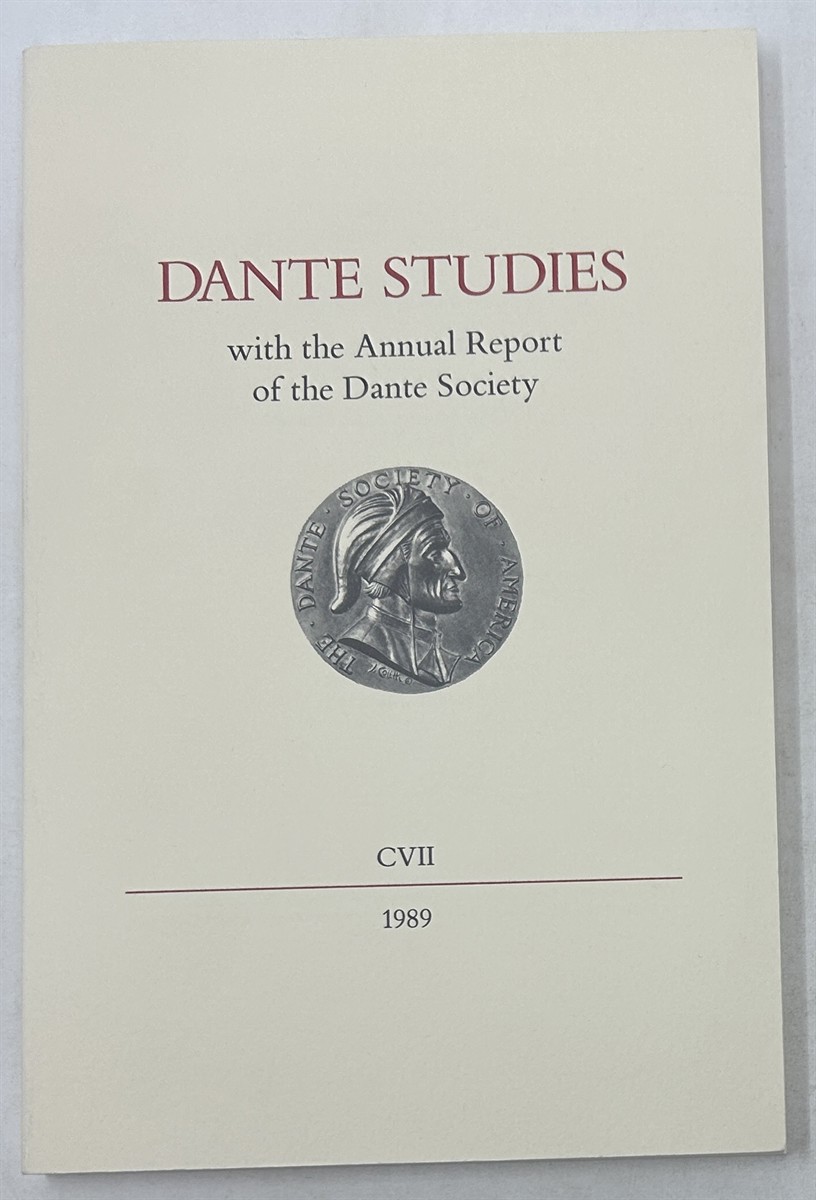 DANTE STUDIES
with the Annual Report
of the Dante Society
THE · DANTE · SOCIETY · OF · AMERICA
CVII
1989